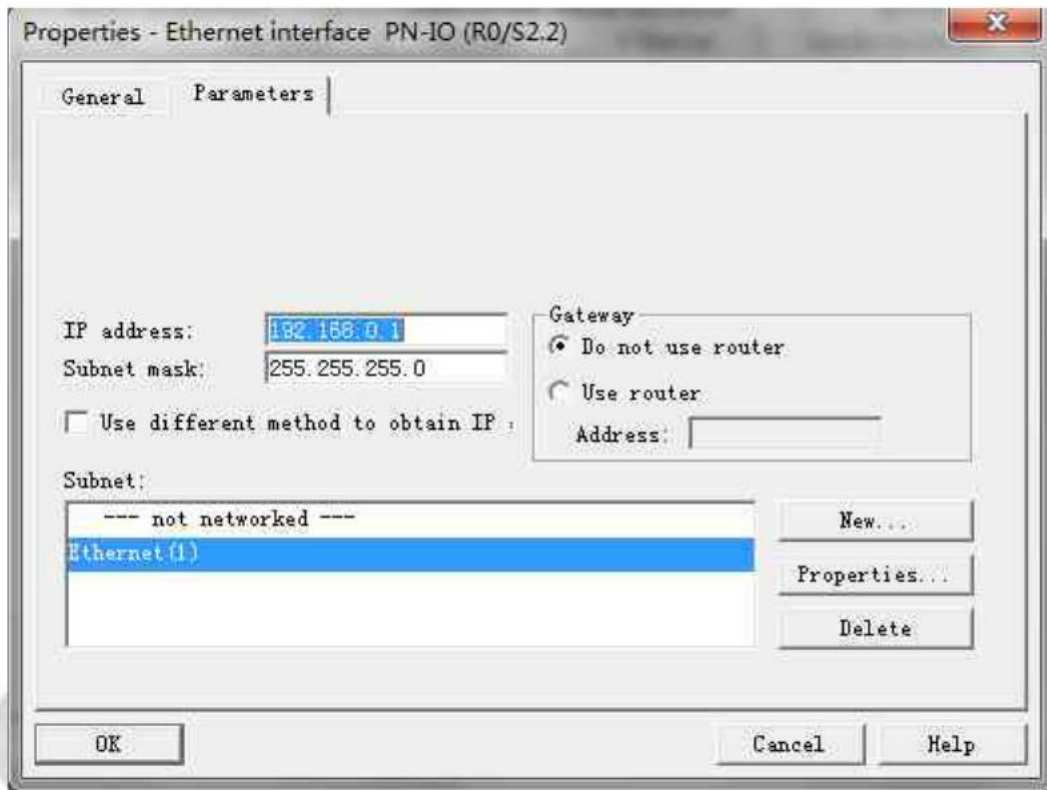 Properties - Ethernet interface PN-IO (R0/S2.2)
General
Parameters
IP address:
192.168.0.1
Subnet mask:
255.255.255.0
Use different method to obtain IP
Gateway
Do not use router
Use router
Address:
Subnet:
--- not networked ---
Ethernet(1)
New...
Properties...
Delete
OK
Cancel
Help